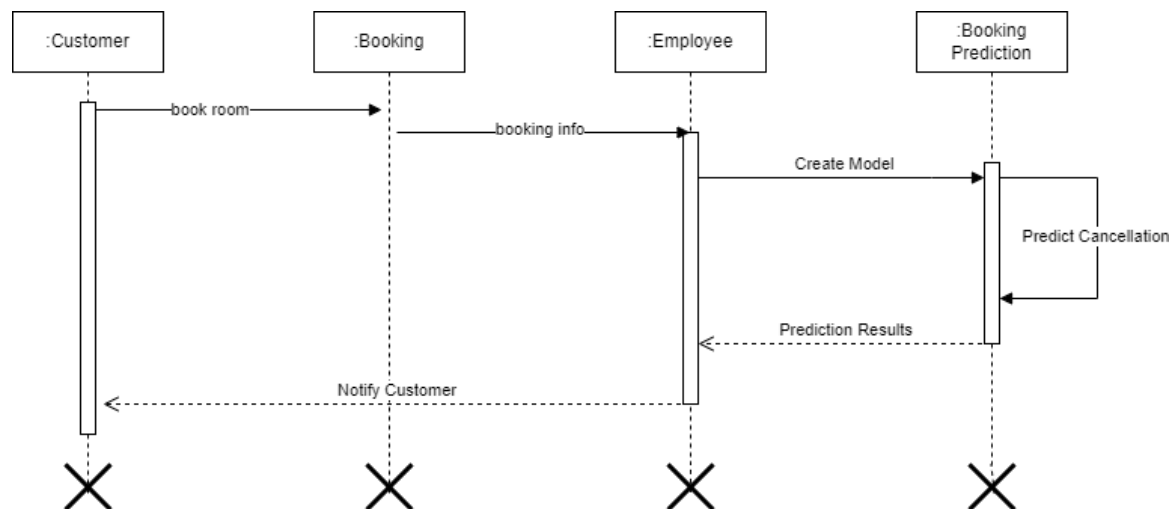 :Customer
:Booking
:Employee
:Booking
Prediction
book room
booking info
Create Model
Predict Cancellation
Prediction Results
Notify Customer